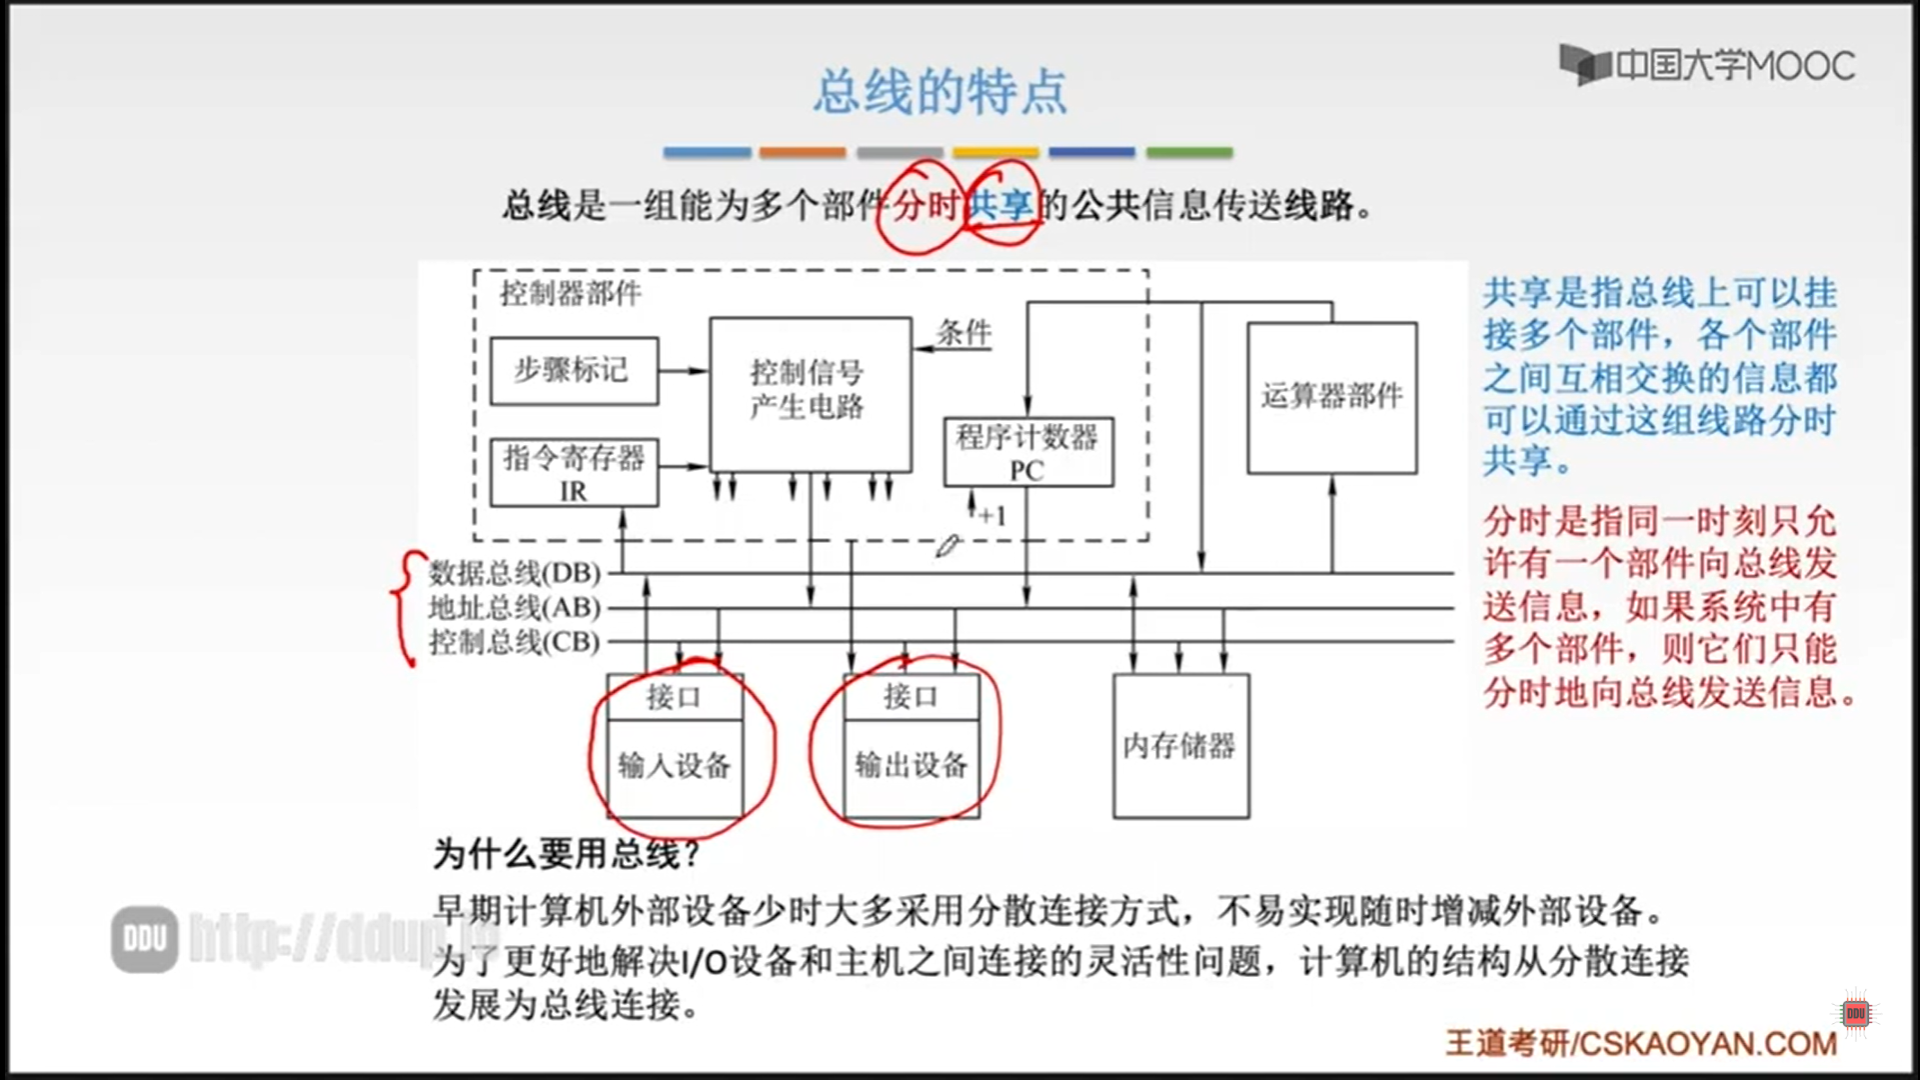 中国大学MOOC
总线的特点
总线是一组能为多个部件分时共享的公共信息传送线路。
控制器部件
步骤标记
控制信号
产生电路
条件
指令寄存器
IR
程序计数器
PC
+1
运算器部件
数据总线(DB)
地址总线(AB)
控制总线(CB)
接口
输入设备
接口
输出设备
内存储器
共享是指总线上可以挂
接多个部件，各个部件
之间互相交换的信息都
可以通过这组线路分时
共享。
分时是指同一时刻只允
许有一个部件向总线发
送信息，如果系统中有
多个部件，则它们只能
分时地向总线发送信息。
为什么要用总线？
早期计算机外部设备少时大多采用分散连接方式，不易实现随时增减外部设备。
为了更好地解决I/O设备和主机之间连接的灵活性问题，计算机的结构从分散连接
发展为总线连接。
DDU
DDU
王道考研/CSKAOYAN.COM